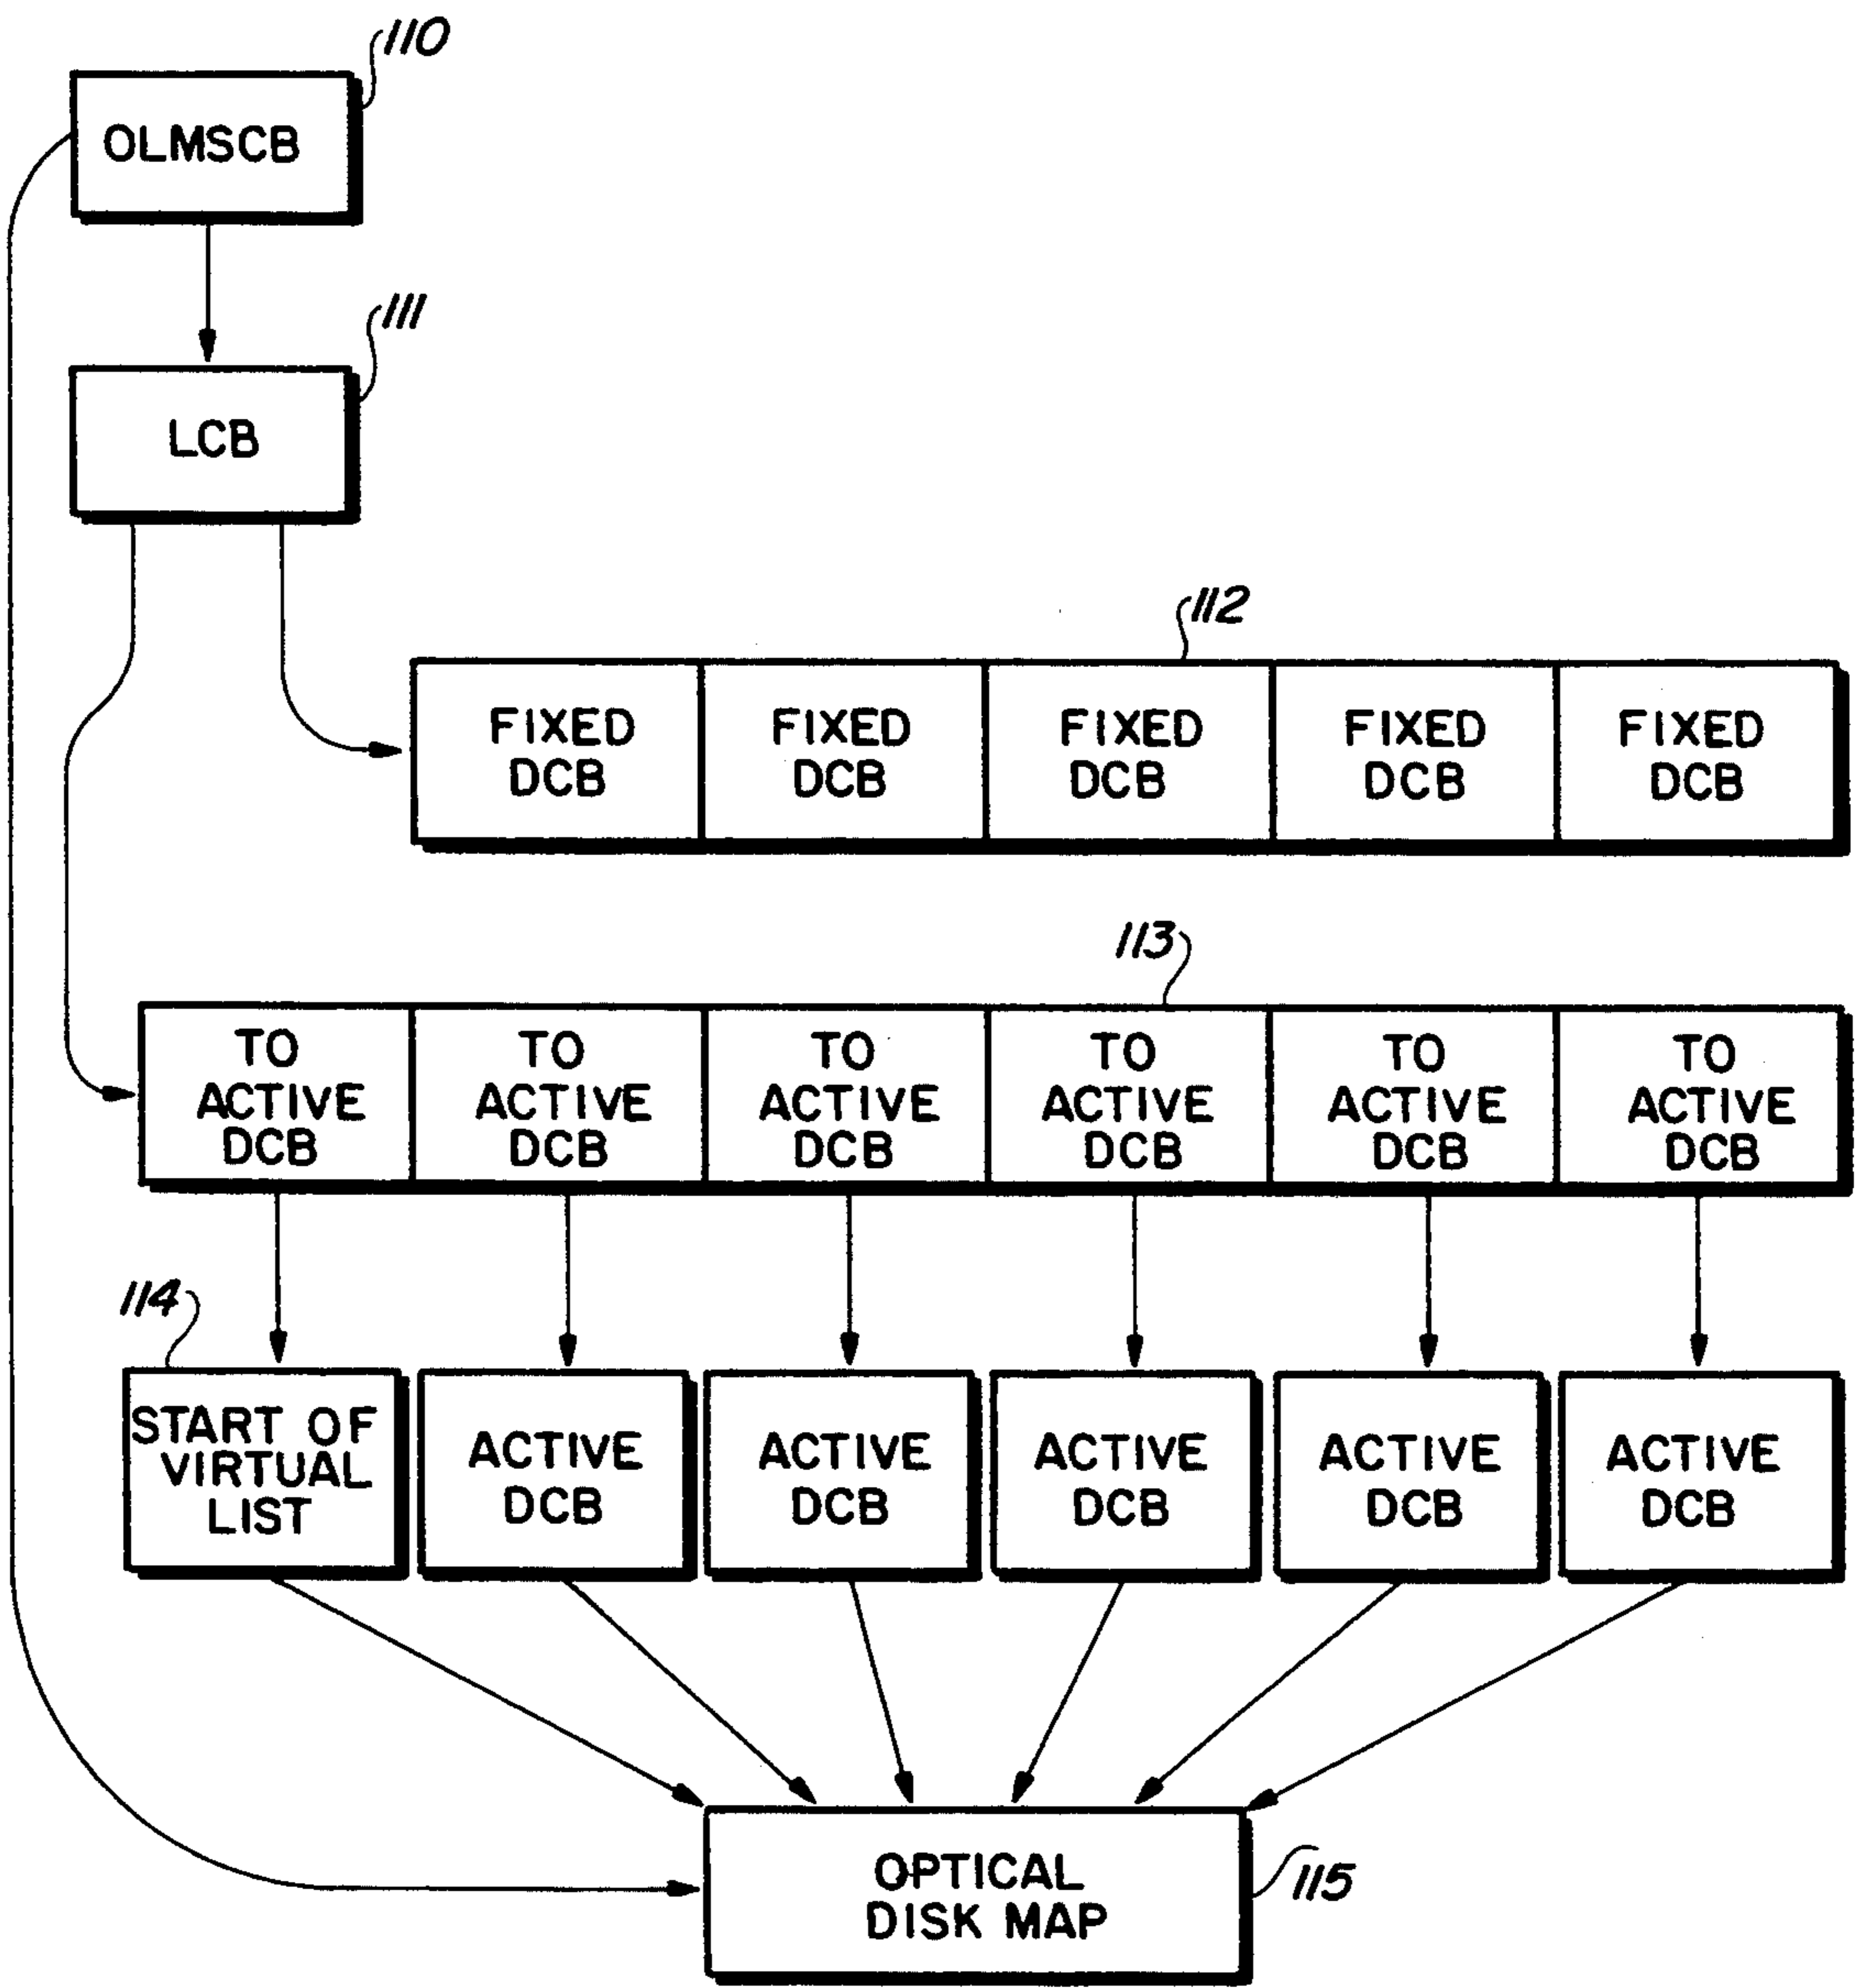 110
OLMSCB
111
LCB
112
FIXED DCB
FIXED DCB
FIXED DCB
FIXED DCB
FIXED DCB
113
TO ACTIVE DCB
TO ACTIVE DCB
TO ACTIVE DCB
TO ACTIVE DCB
TO ACTIVE DCB
TO ACTIVE DCB
114
START OF
VIRTUAL
LIST
ACTIVE
DCB
ACTIVE
DCB
ACTIVE
DCB
ACTIVE
DCB
ACTIVE
DCB
OPTICAL
DISK MAP
115